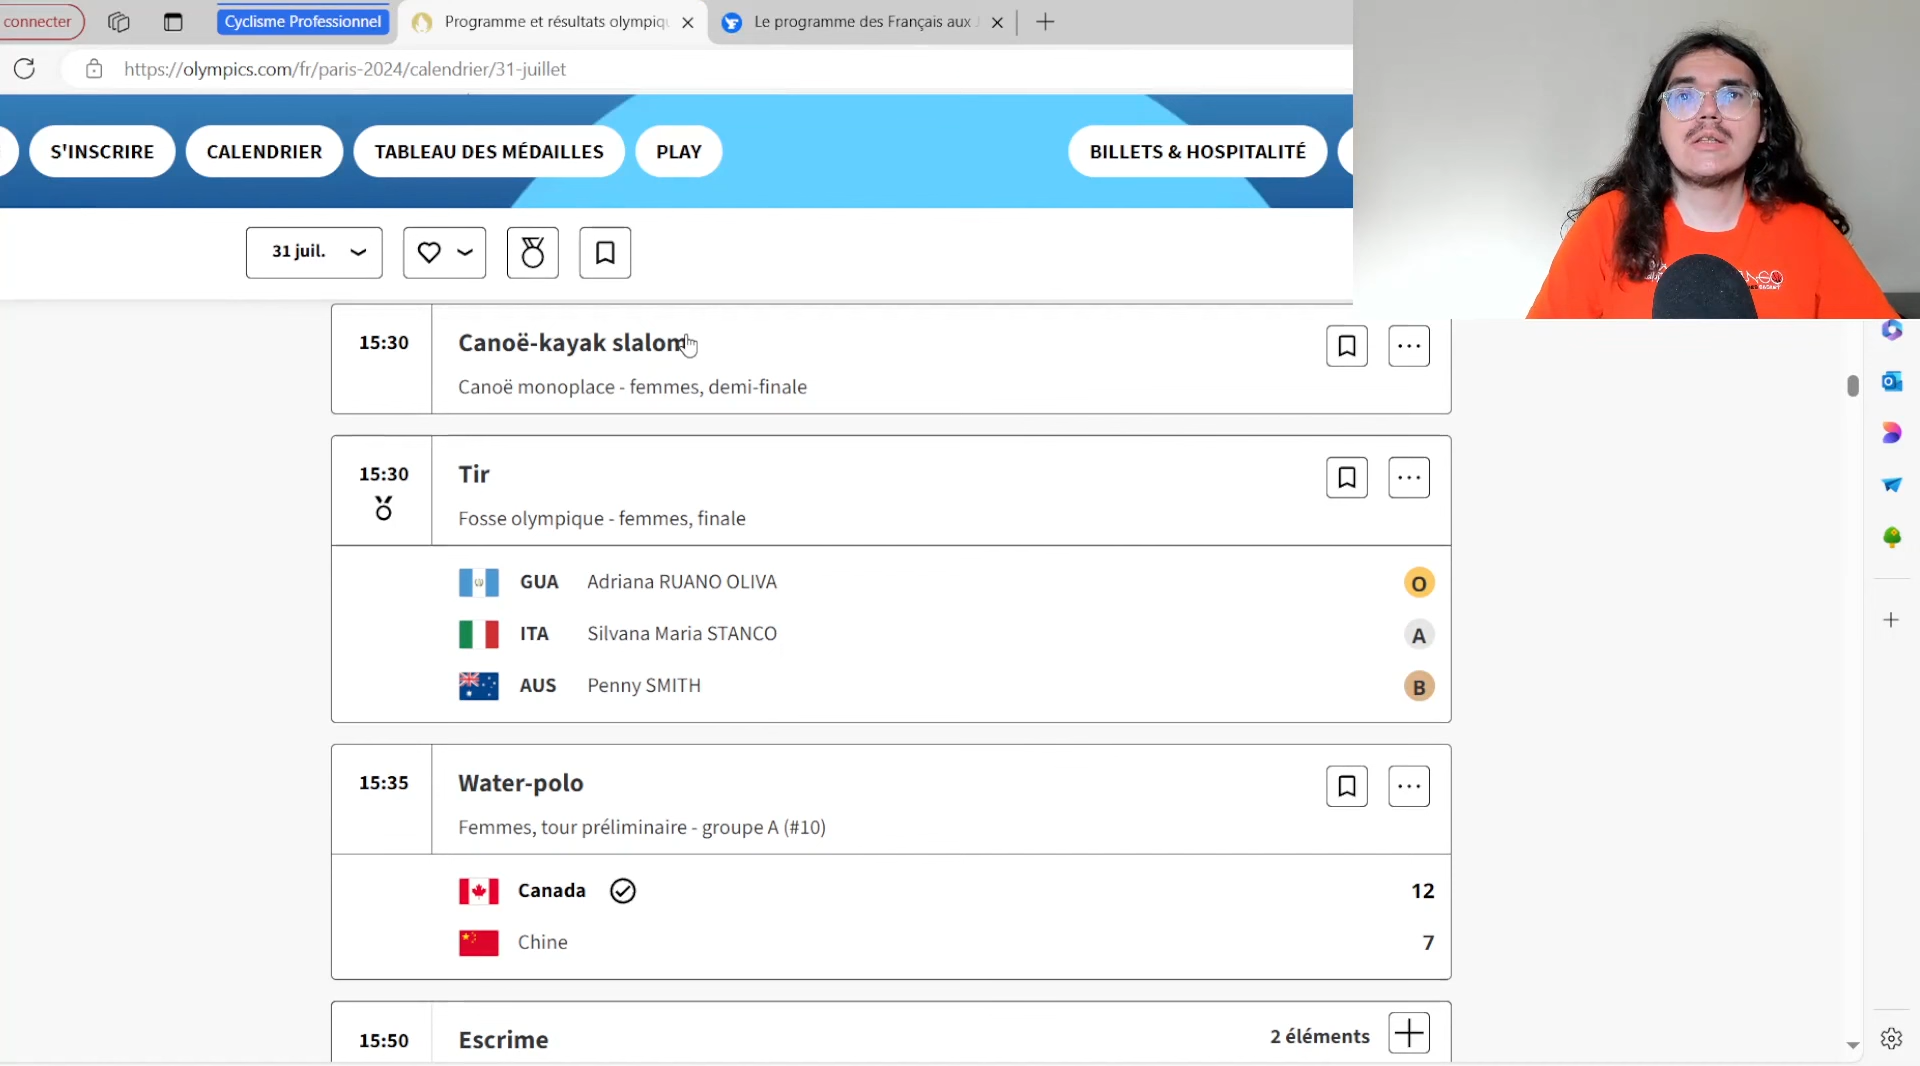 connecter
Cyclisme Professionnel
Programme et résultats olympiq
Le programme des Français aux
https://olympics.com/fr/paris-2024/calendrier/31-juillet
S'INSCRIRE
CALENDRIER
TABLEAU DES MÉDAILLES
PLAY
BILLETS & HOSPITALITÉ
31 juil.
15:30
Canoë-kayak slalom
Canoë monoplace - femmes, demi-finale
15:30
Tir
Fosse olympique - femmes, finale
GUA Adriana RUANO OLIVA O
ITA Silvana Maria STANCO A
AUS Penny SMITH B
15:35
Water-polo
Femmes, tour préliminaire - groupe A (#10)
Canada 12
Chine 7
15:50
Escrime
2 éléments